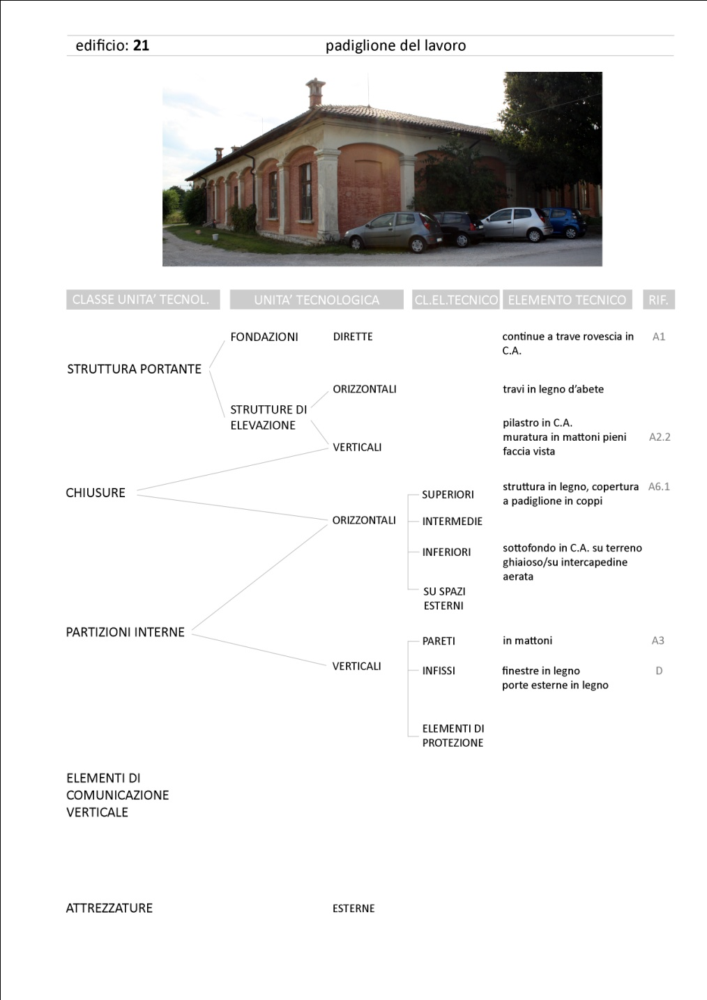 edificio: 21 padiglione del lavoro
CLASSE UNITA’ TECNOL. UNITA’ TECNOLOGICA CL.EL.TECNICO ELEMENTO TECNICO RIF.
FONDAZIONI DIRETTE continue a trave rovescia in A1
C.A.
STRUTTURA PORTANTE
ORIZZONTALI travi in legno d’abete
STRUTTURE DI
ELEVAZIONE
pilastro in C.A.
muratura in mattoni pieni A2.2
faccia vista
VERTICALI
CHIUSURE
struttura in legno, copertura A6.1
a padiglione in coppi
SUPERIORI
ORIZZONTALI
INTERMEDIE
INFERIORI
sottofondo in C.A. su terreno
ghiaioso/su intercapedine
aerata
SU SPAZI
ESTERNI
PARTIZIONI INTERNE
PARETI in mattoni A3
VERTICALI
INFISSI finestre in legno D
porte esterne in legno
ELEMENTI DI
PROTEZIONE
ELEMENTI DI
COMUNICAZIONE
VERTICALE
ATTREZZATURE ESTERNE